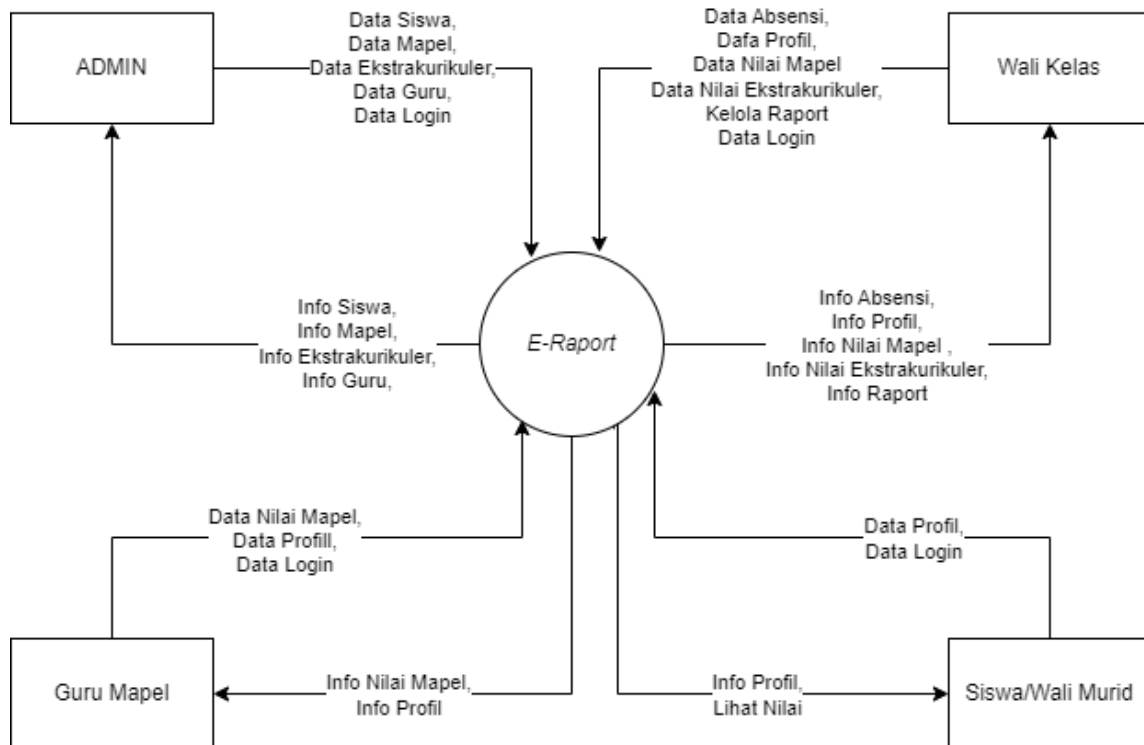 ADMIN
Data Siswa,
Data Mapel,
Data Ekstrakurikuler,
Data Guru,
Data Login
Data Absensi,
Dafa Profil,
Data Nilai Mapel
Data Nilai Ekstrakurikuler,
Kelola Raport
Data Login
Wali Kelas
Info Siswa,
Info Mapel,
Info Ekstrakurikuler,
Info Guru,
E-Raport
Info Absensi,
Info Profil,
Info Nilai Mapel ,
Info Nilai Ekstrakurikuler,
Info Raport
Data Nilai Mapel,
Data Profill,
Data Login
Data Profil,
Data Login
Guru Mapel
Info Nilai Mapel,
Info Profil
Info Profil,
Lihat Nilai
Siswa/Wali Murid